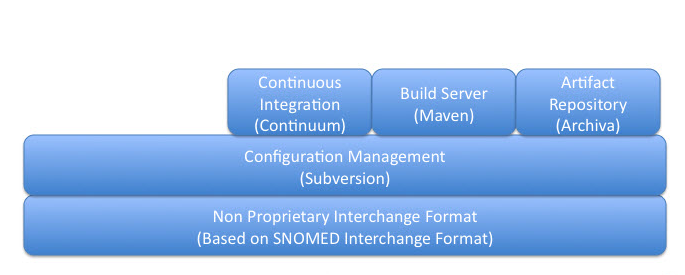 Continuous
Integration
(Continuum)
Build Server
(Maven)
Artifact
Repository
(Archiva)
Configuration Management
(Subversion)
Non Proprietary Interchange Format
(Based on SNOMED Interchange Format)